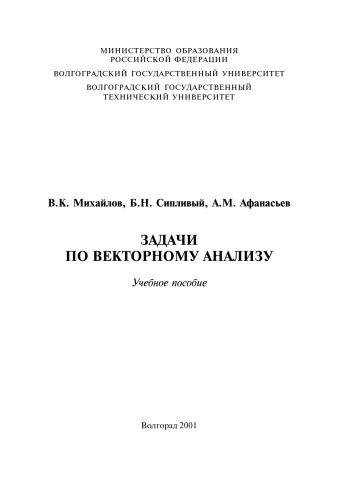 МИНИСТЕРСТВО ОБРАЗОВАНИЯ
РОССИЙСКОЙ ФЕДЕРАЦИИ
ВОЛГОГРАДСКИЙ ГОСУДАРСТВЕННЫЙ УНИВЕРСИТЕТ
ВОЛГОГРАДСКИЙ ГОСУДАРСТВЕННЫЙ
ТЕХНИЧЕСКИЙ УНИВЕРСИТЕТ
В.К. Михайлов, Б.Н. Сипливый, А.М. Афанасьев
ЗАДАЧИ
ПО ВЕКТОРНОМУ АНАЛИЗУ
Учебное пособие
Волгоград 2001